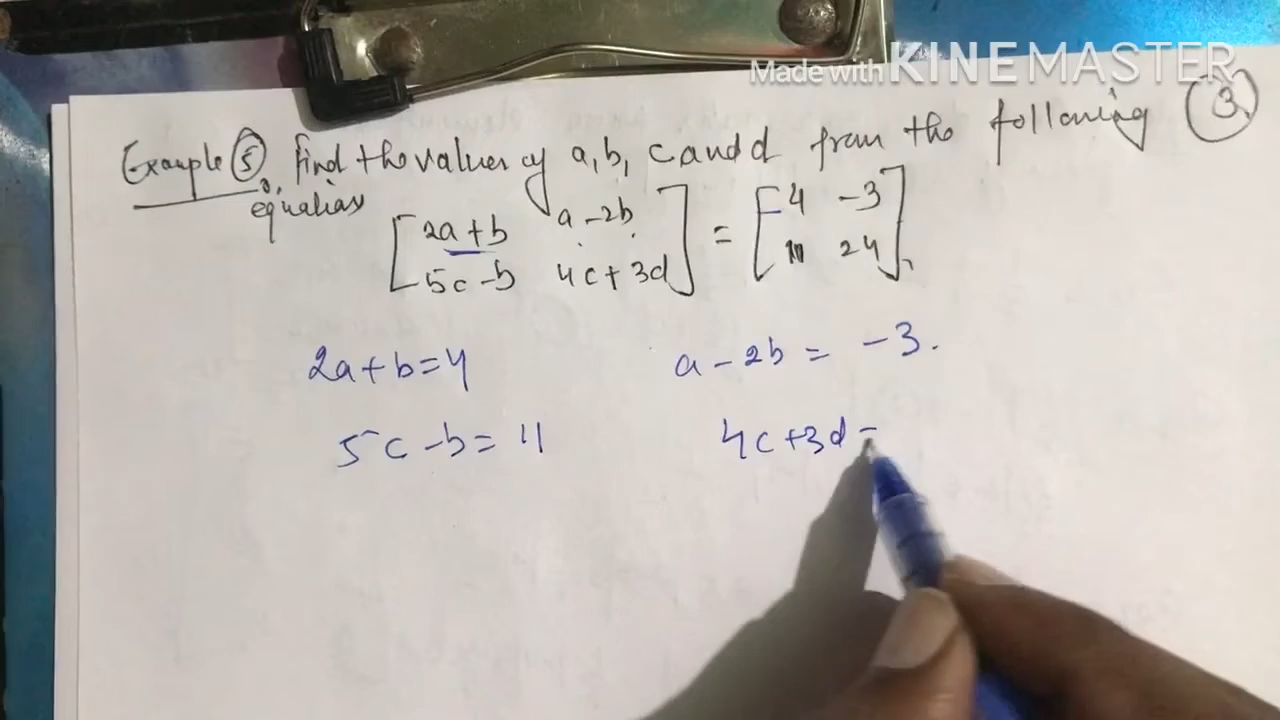 Made with KINEMASTER
Example 5, find the values of a, b, c and d from the following 3
equations
[2a+b a-2b] = [4 -3]
[5c-b 4c+3d] [11 24]
2a+b=4 a-2b = -3.
5c-b= 11 4c+3d=